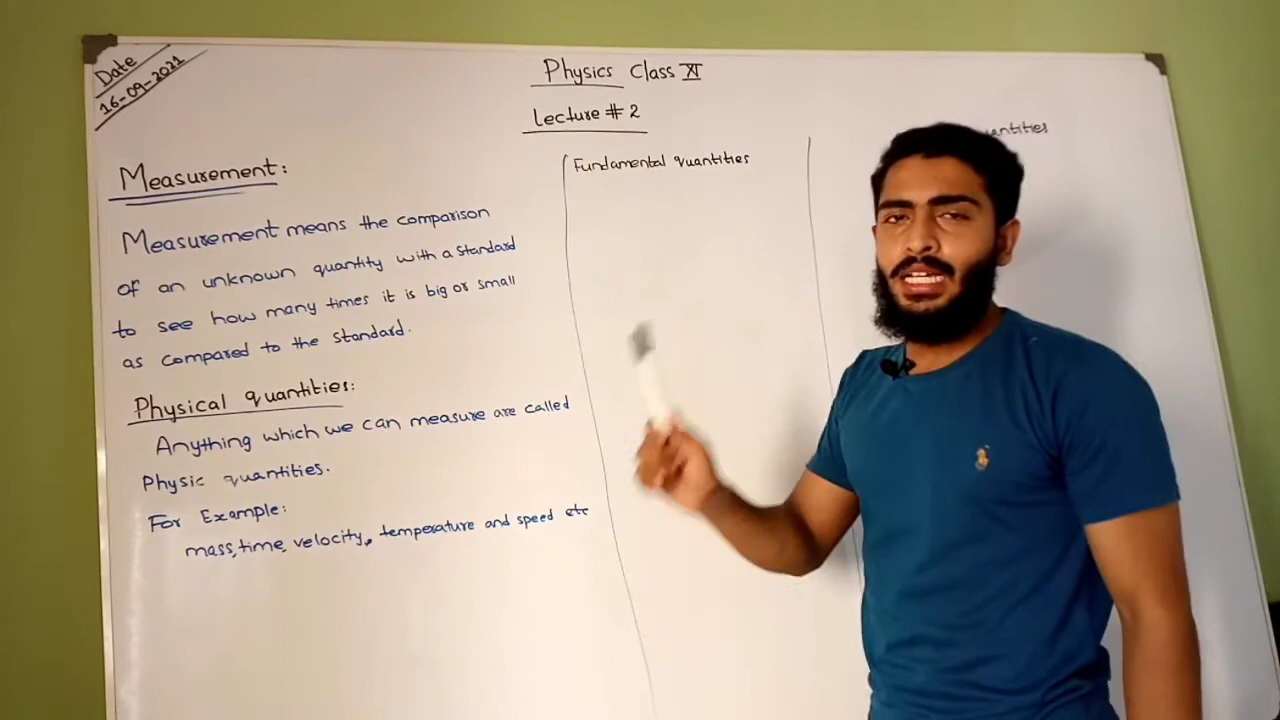 Date
16-09-2021
Physics Class XI
Lecture # 2
Measurement:
Measurement means the comparison
of an unknown quantity with a standard
to see how many times it is big or small
as compared to the standard.
Physical quantities:
Anything which we can measure are called
Physic quantities.
For Example:
mass, time, velocity, temperature and speed etc
Fundamental quantities